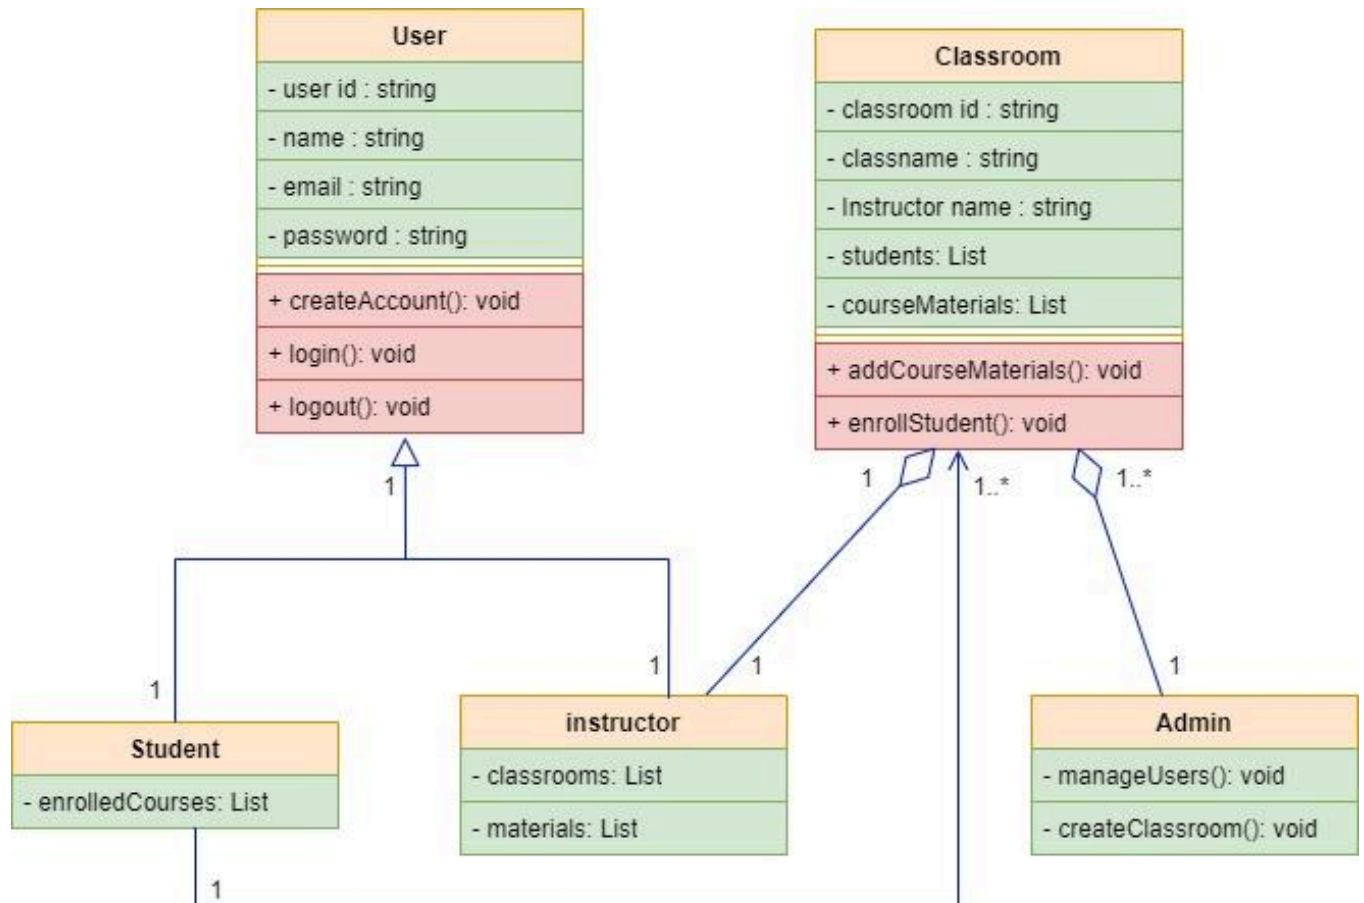 User
- user id : string
- name : string
- email : string
- password : string
+ createAccount(): void
+ login(): void
+ logout(): void
Classroom
- classroom id : string
- classname : string
- Instructor name : string
- students: List
- courseMaterials: List
+ addCourseMaterials(): void
+ enrollStudent(): void
1
1
1..*
1..*
1
1
1
1
Student
- enrolledCourses: List
instructor
- classrooms: List
- materials: List
Admin
- manageUsers(): void
- createClassroom(): void
1